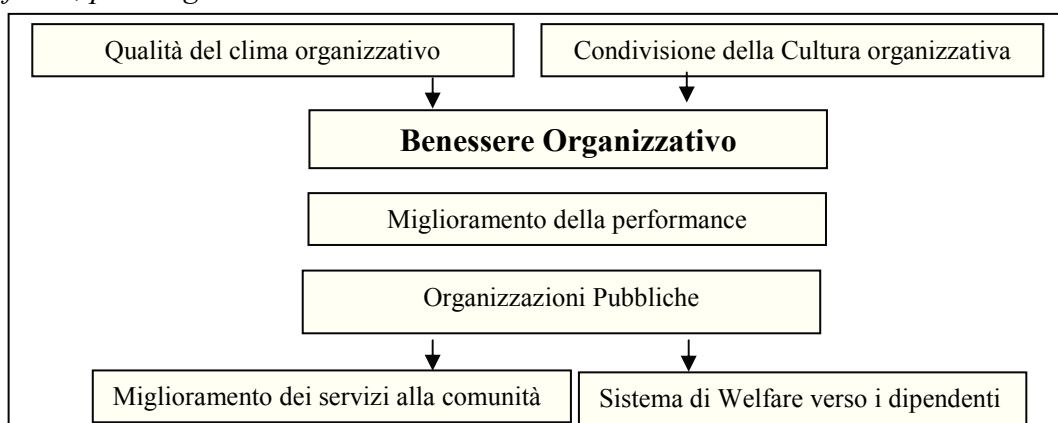 Qualità del clima organizzativo
Condivisione della Cultura organizzativa
Benessere Organizzativo
Miglioramento della performance
Organizzazioni Pubbliche
Miglioramento dei servizi alla comunità
Sistema di Welfare verso i dipendenti